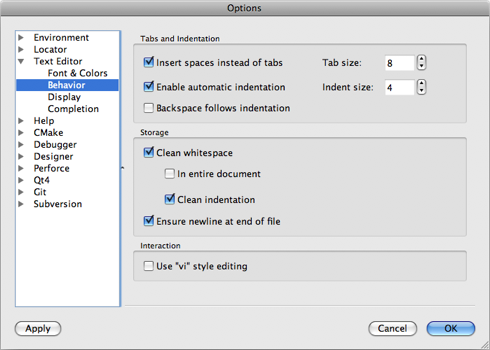 Options
Environment
Locator
Text Editor
Font & Colors
Behavior
Display
Completion
Help
CMake
Debugger
Designer
Perforce
Qt4
Git
Subversion
Tabs and Indentation
Insert spaces instead of tabs Tab size: 8
Enable automatic indentation Indent size: 4
Backspace follows indentation
Storage
Clean whitespace
In entire document
Clean indentation
Ensure newline at end of file
Interaction
Use "vi" style editing
Apply Cancel OK